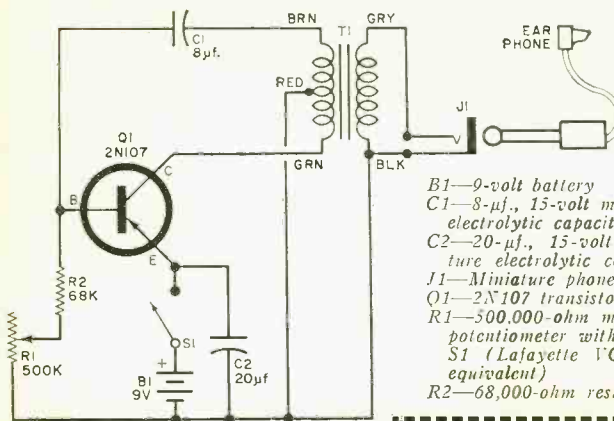 BRN
GRY
C1
8µf.
T1
EAR
PHONE
RED
J1
Q1
2N107
C
GRN
BLK
B
E
R2
68K
R1
500K
S1
+
B1
9V
C2
20µf
B1—9-volt battery
C1—8-µf., 15-volt
electrolytic
C2—20-µf., 15-volt
ture electrolytic
J1—Miniature phone
Q1—2N107
R1—500,000-ohm
potentiometer with
S1 (Lafayette
equivalent)
R2—68,000-ohm